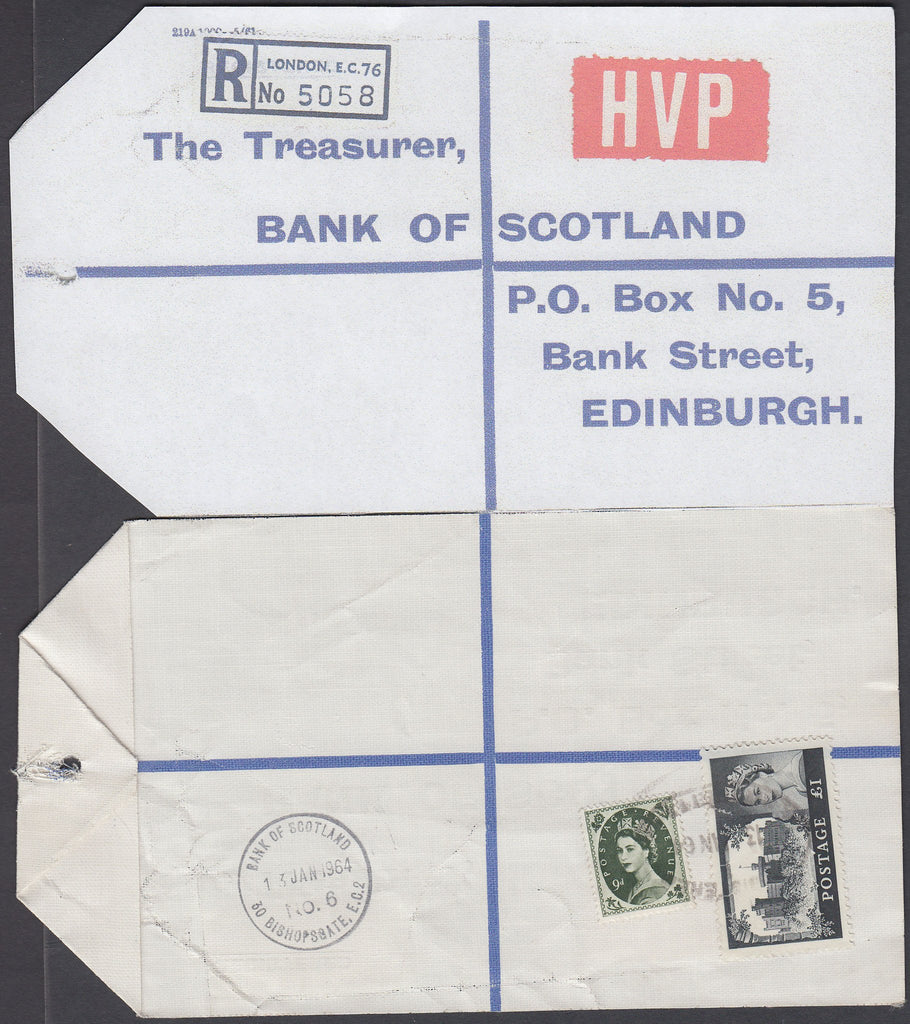 R LONDON, E.C.76
No 5058
HVP
The Treasurer,
BANK OF SCOTLAND
P.O. Box No. 5,
Bank Street,
EDINBURGH.
BANK OF SCOTLAND
13 JAN 1964
NO. 6
30 BISHOPSGATE, E.C.2
POSTAGE REVENUE
9d
POSTAGE £1